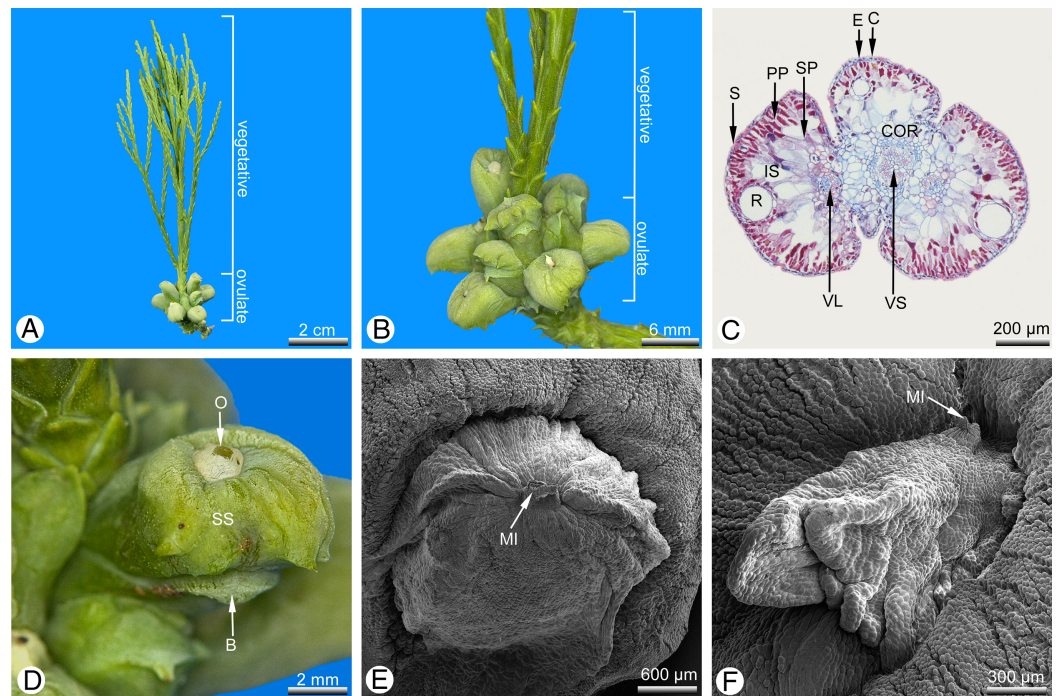 vegetative
ovulate
A
2 cm
vegetative
ovulate
B
6 mm
E C
PP SP
S
COR
IS
R
VL VS
C
200 µm
O
SS
B
D
2 mm
MI
E
600 µm
MI
F
300 µm